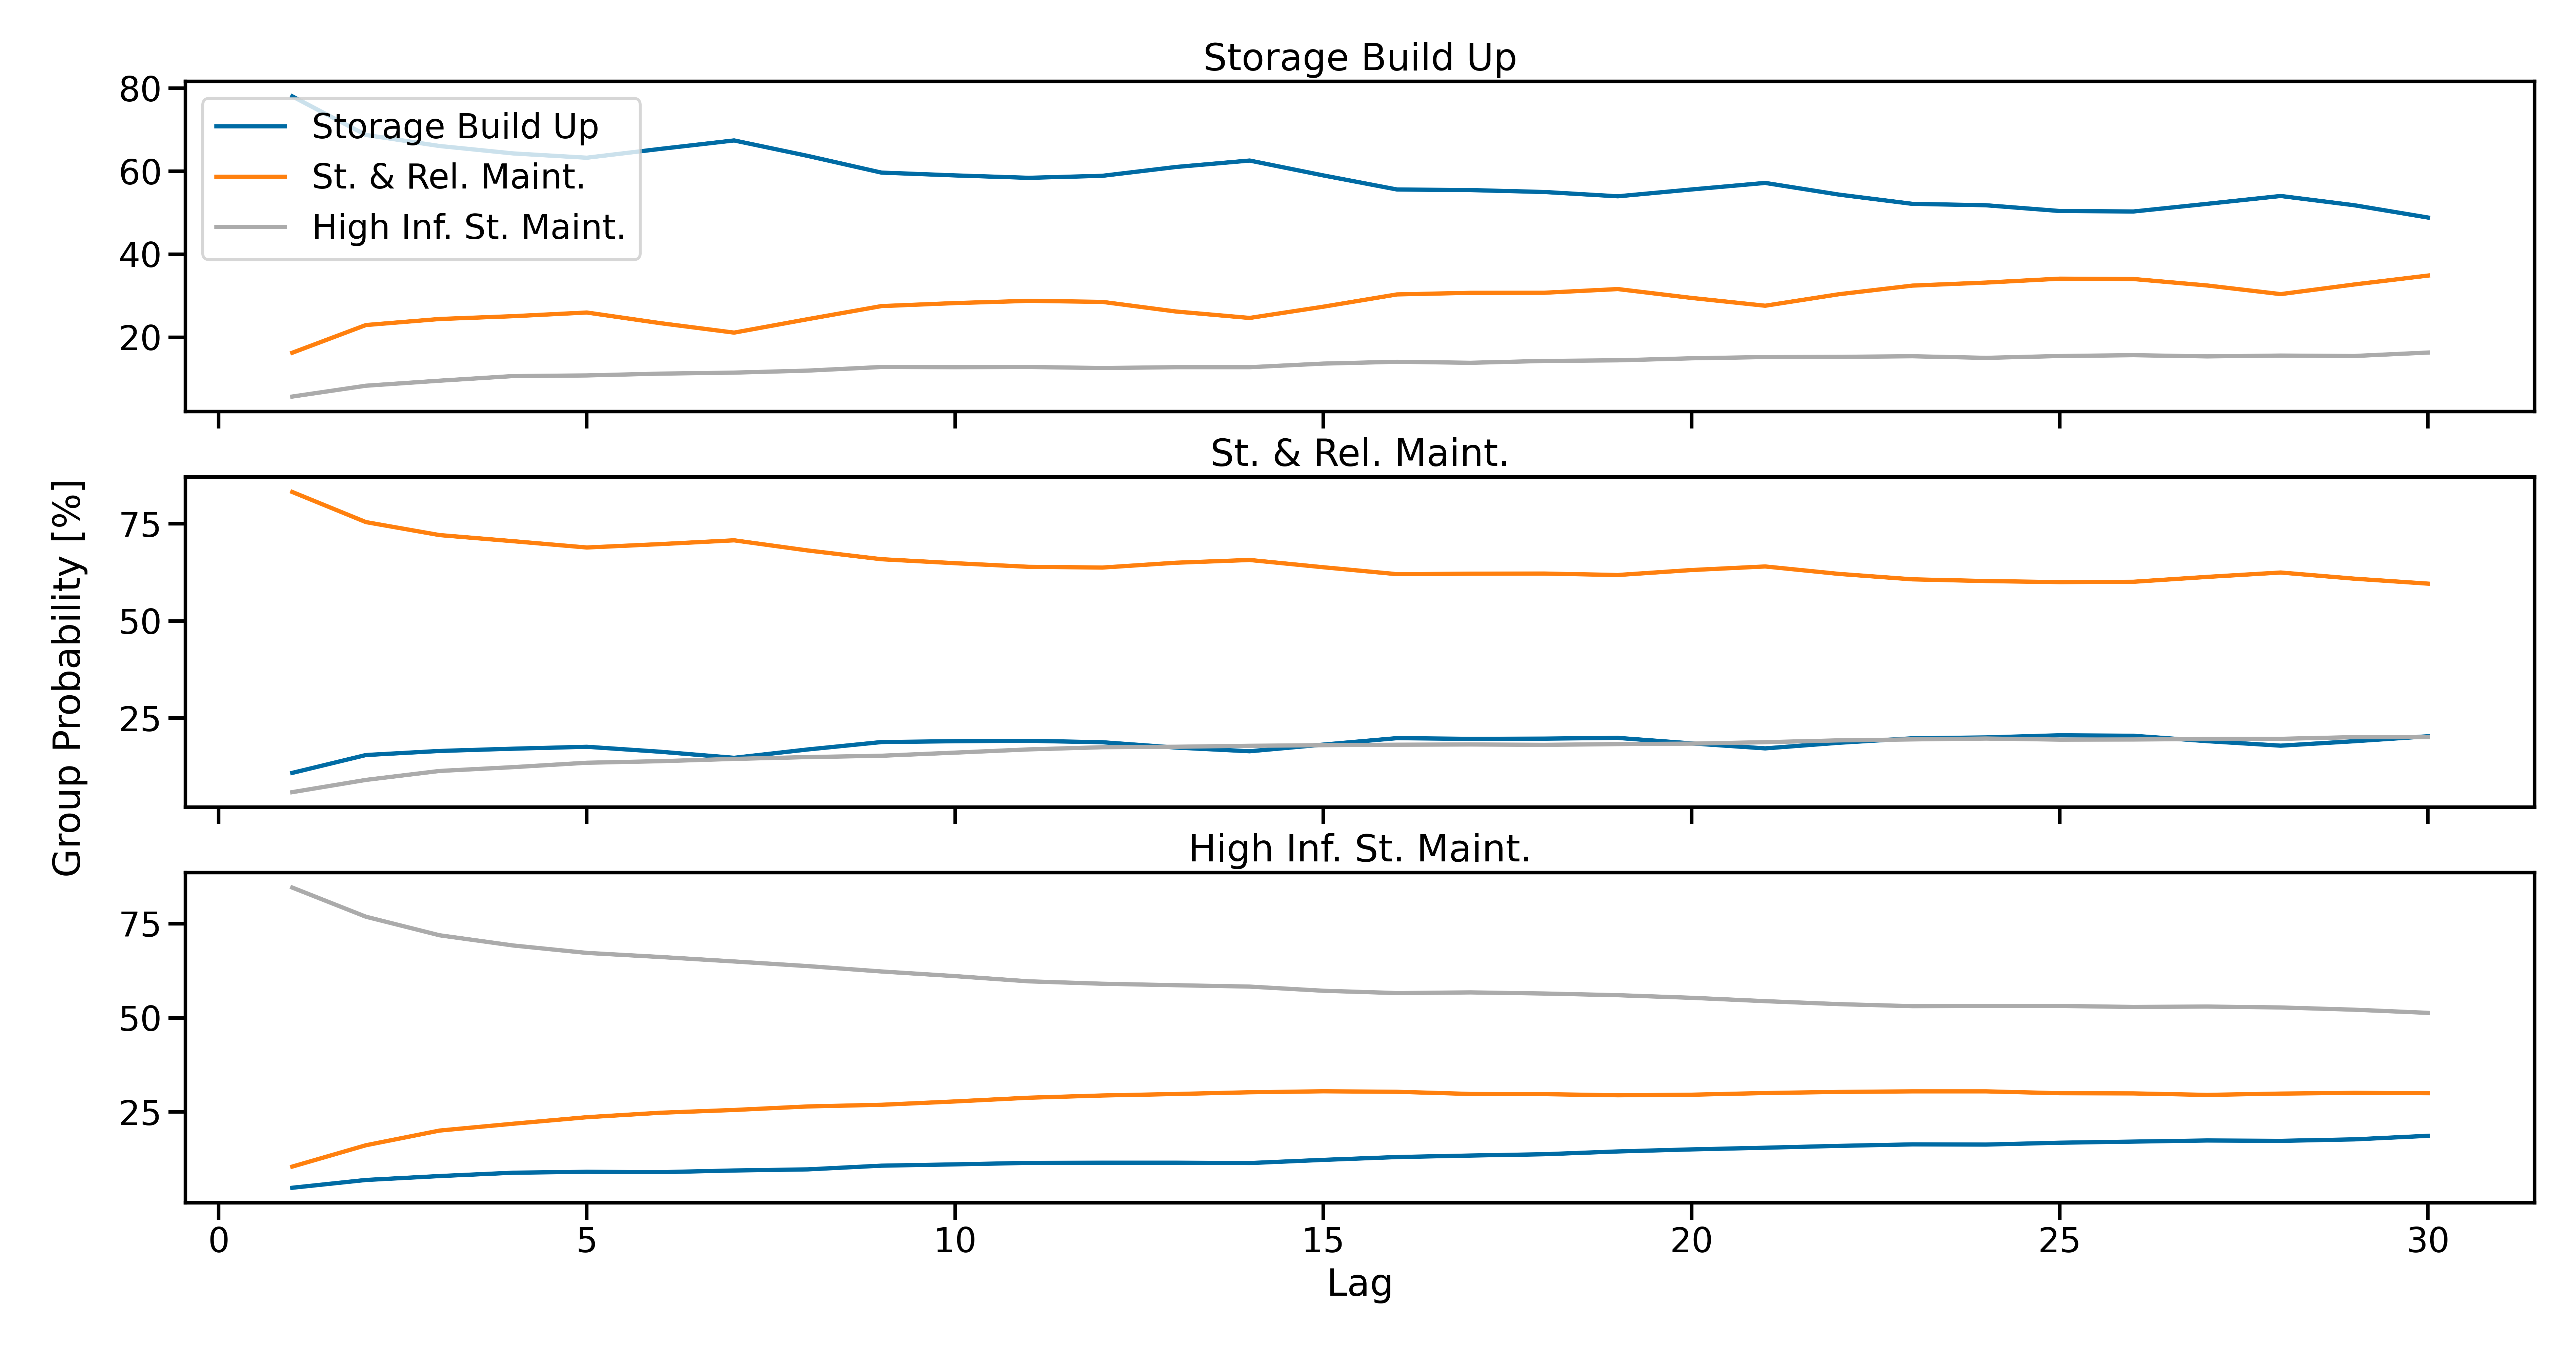 Storage Build Up
80
60
40
20
Storage Build Up
St. & Rel. Maint.
High Inf. St. Maint.
St. & Rel. Maint.
Group Probability [%]
75
50
25
High Inf. St. Maint.
75
50
25
0 5 10 15 20 25 30
Lag